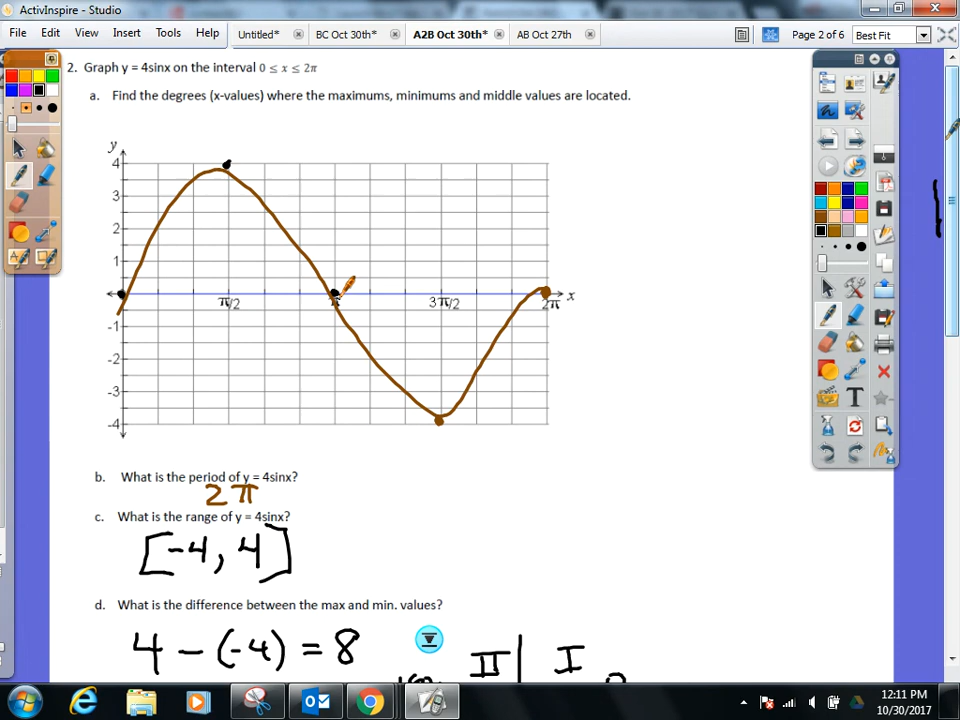 ActivInspire - Studio
File Edit View Insert Tools Help Untitled* BC Oct 30th* A2B Oct 30th* AB Oct 27th Page 2 of 6 Best Fit
2. Graph y = 4sinx on the interval 0 ≤ x ≤ 2π
a. Find the degrees (x-values) where the maximums, minimums and middle values are located.
y
4
3
2
1
π/2 π 3π/2 2π x
-1
-2
-3
-4
b. What is the period of y = 4sinx?
2π
c. What is the range of y = 4sinx?
[-4, 4]
d. What is the difference between the max and min. values?
4 - (-4) = 8
II I
12:11 PM
10/30/2017